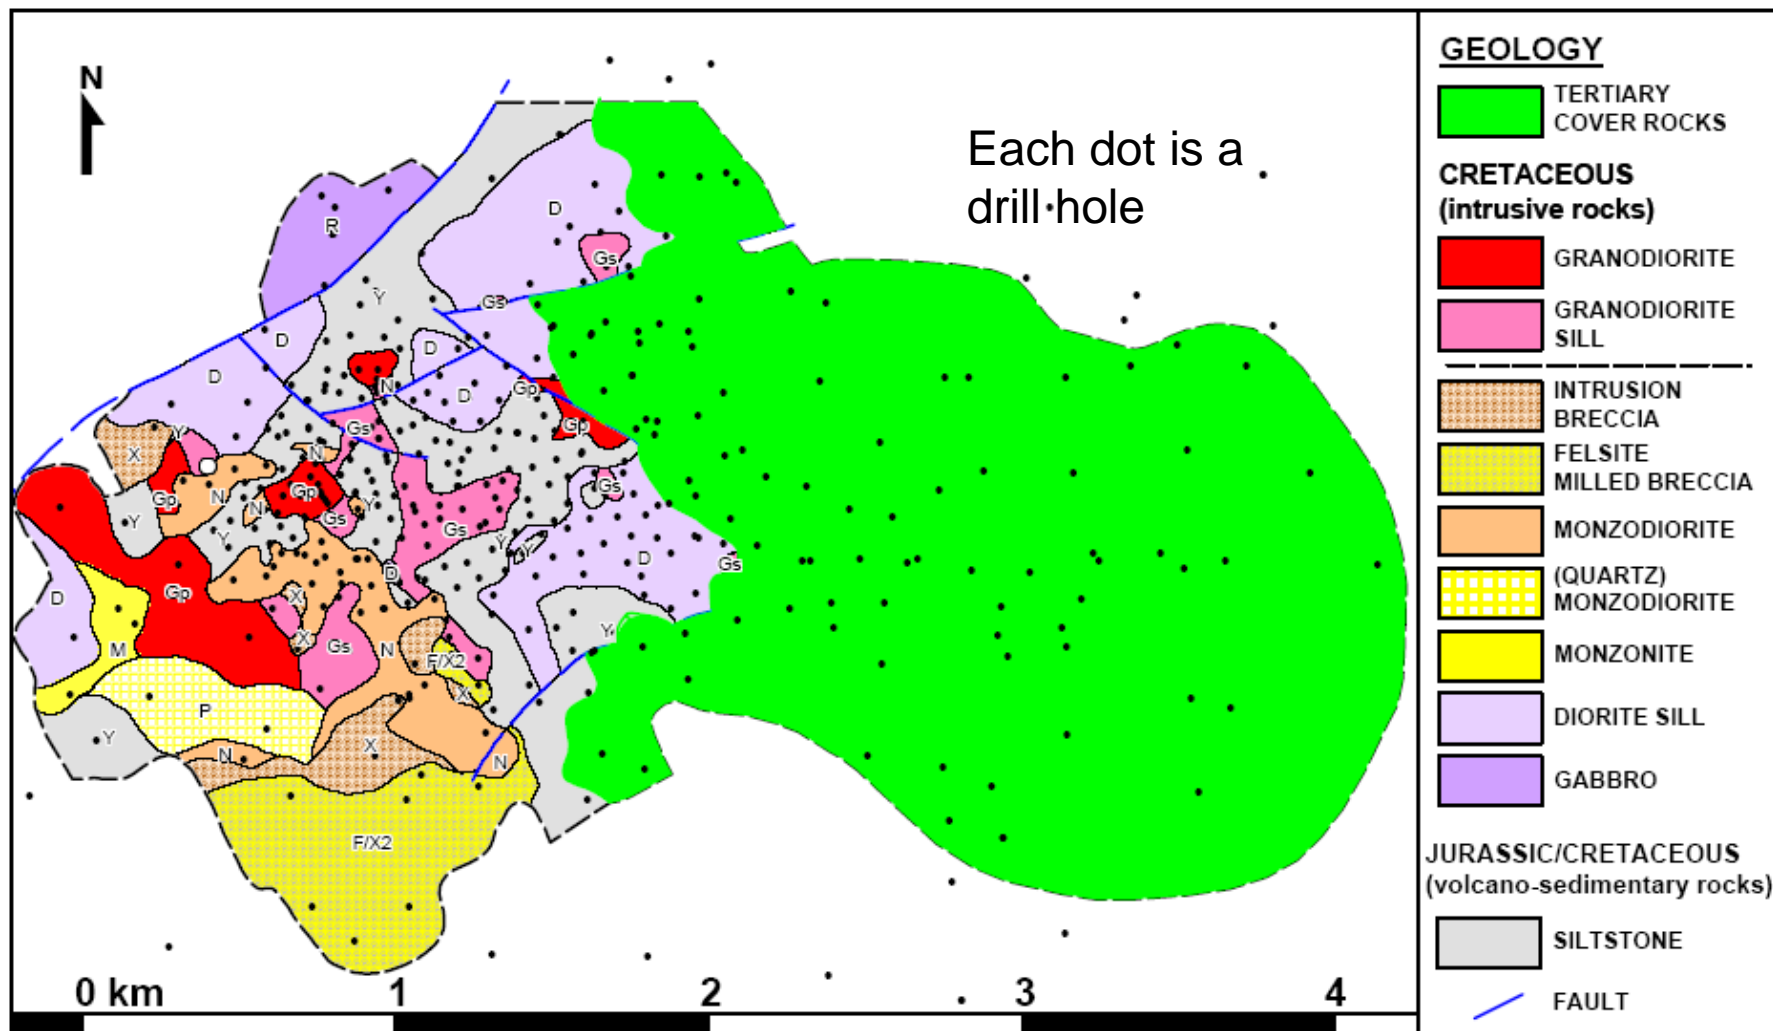 N
Each dot is a
drill hole
D
R
Gs
Y
Gs
D
D
D
N
Gp
D
Gs
Gp
Y
X
N
Gp
Gs
Gp
N
N
Y
Gs
Gs
Y
Y
Y
Y
D
D
Gs
Gp
D
X
X
Y
M
Gs
N
F/X2
X
P
Y
N
X
N
F/X2
0 km
1
2
3
4
GEOLOGY
TERTIARY
COVER ROCKS
CRETACEOUS
(intrusive rocks)
GRANODIORITE
GRANODIORITE
SILL
INTRUSION
BRECCIA
FELSITE
MILLED BRECCIA
MONZODIORITE
(QUARTZ)
MONZODIORITE
MONZONITE
DIORITE SILL
GABBRO
JURASSIC/CRETACEOUS
(volcano-sedimentary rocks)
SILTSTONE
FAULT